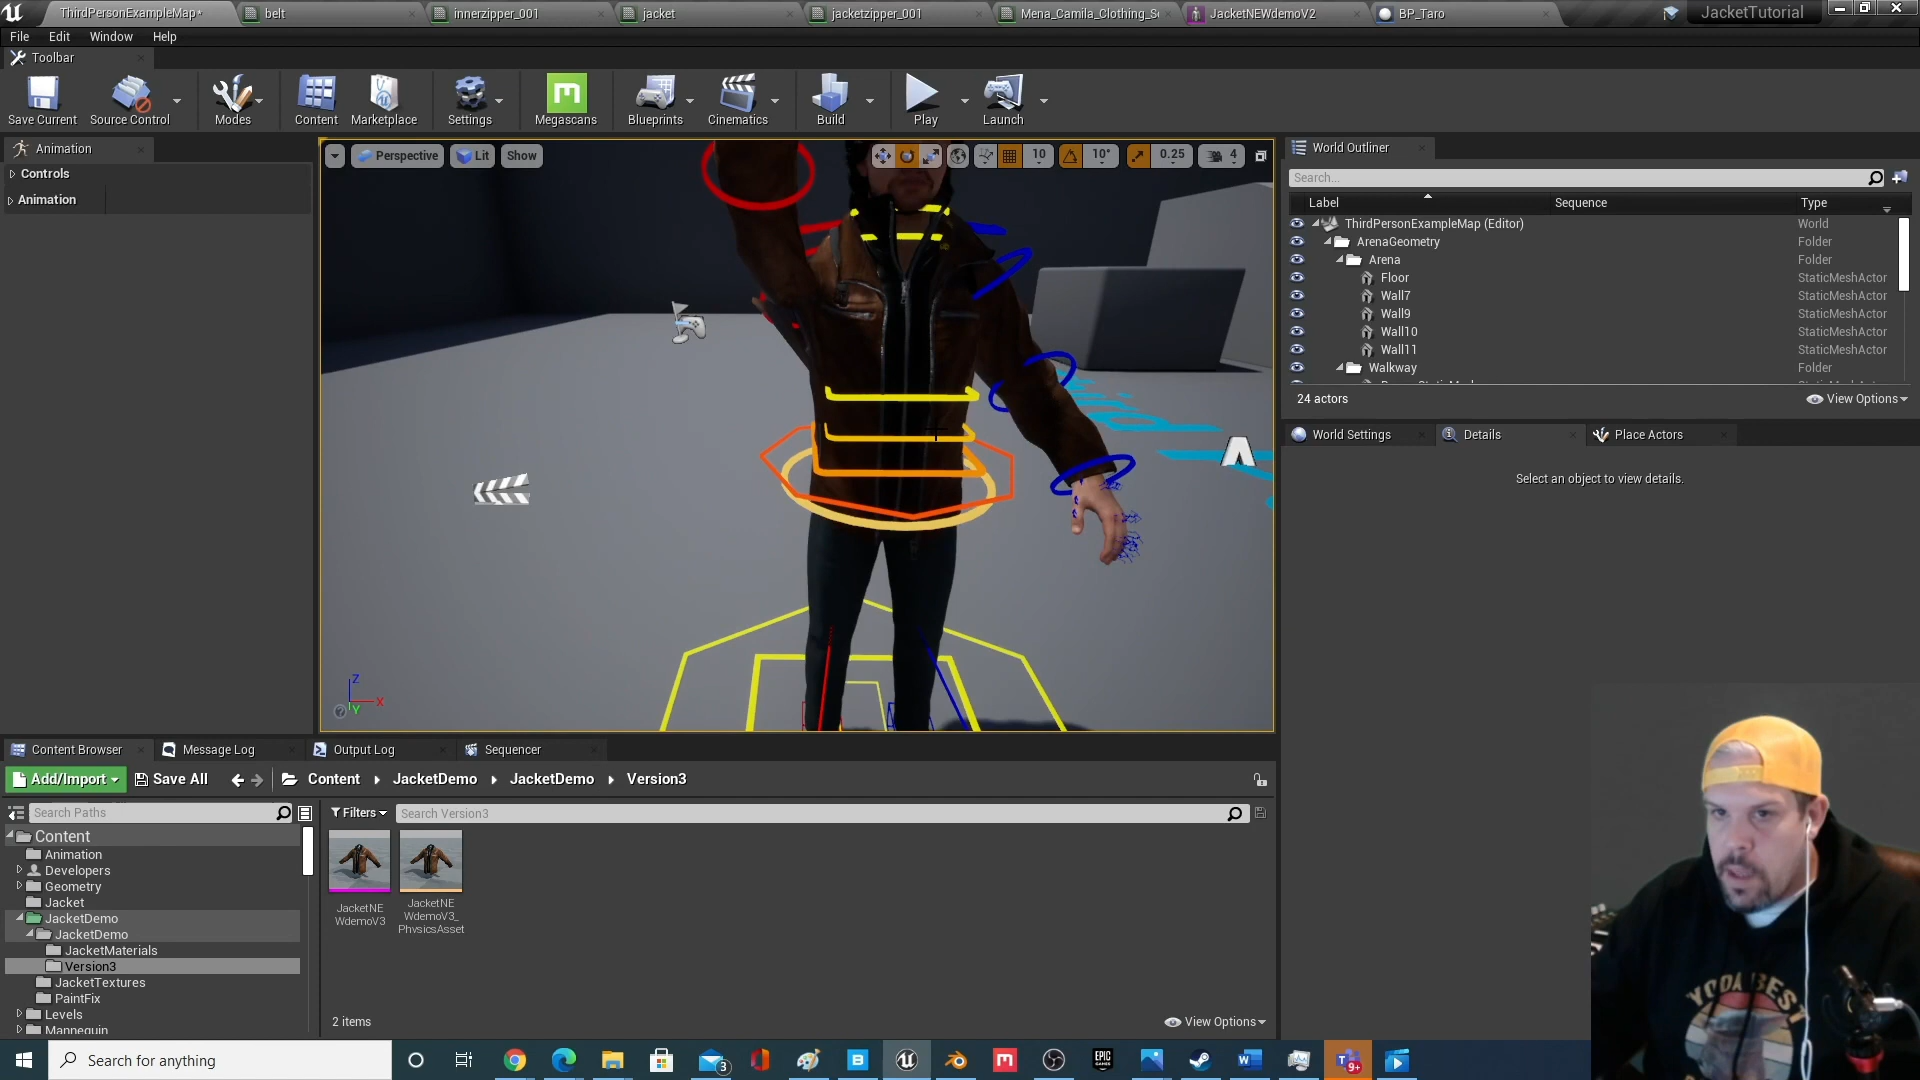 ThirdPersonExampleMap*
belt
innerzipper_001
jacket
jacketzipper_001
Mena_Camila_Clothing_S
JacketNEWdemoV2
BP_Taro
JacketTutorial
File
Edit
Window
Help
Toolbar
Save Current
Source Control
Modes
Content
Marketplace
Settings
Megascans
Blueprints
Cinematics
Build
Play
Launch
Animation
Controls
Animation
Perspective
Lit
Show
10
10°
0.25
4
Z
X
Y
World Outliner
Search...
Label
Sequence
Type
ThirdPersonExampleMap (Editor)
World
ArenaGeometry
Folder
Arena
Folder
Floor
StaticMeshActor
Wall7
StaticMeshActor
Wall9
StaticMeshActor
Wall10
StaticMeshActor
Wall11
StaticMeshActor
Walkway
Folder
24 actors
View Options
World Settings
Details
Place Actors
Select an object to view details.
Content Browser
Message Log
Output Log
Sequencer
Add/Import
Save All
Content
JacketDemo
JacketDemo
Version3
Search Paths
Filters
Search Version3
Content
Animation
Developers
Geometry
Jacket
JacketDemo
JacketDemo
JacketMaterials
Version3
JacketTextures
PaintFix
Levels
Mannequin
JacketNE
WdemoV3
JacketNE
WdemoV3_
PhysicsAsset
2 items
View Options
YODA BEST
Search for anything
3
EPIC
GAMES
9+